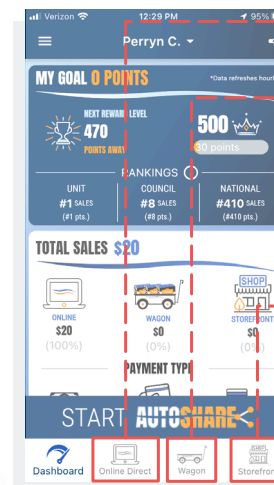 Verizon 12:29 PM 95%
Perryn C.
MY GOAL 0 POINTS *Data refreshes hourl
NEXT REWARD LEVEL
470
POINTS AWAY
500
30 points
RANKINGS
UNIT COUNCIL NATIONAL
#1 SALES #8 SALES #410 SALES
(#1 pts.) (#8 pts.) (#410 pts.)
TOTAL SALES $20
SHOP
ONLINE WAGON STOREFRONT
$20 $0 $0
(100%) (0%) (0%)
PAYMENT TYPE
START AUTOSHARE
Dashboard Online Direct Wagon Storefron